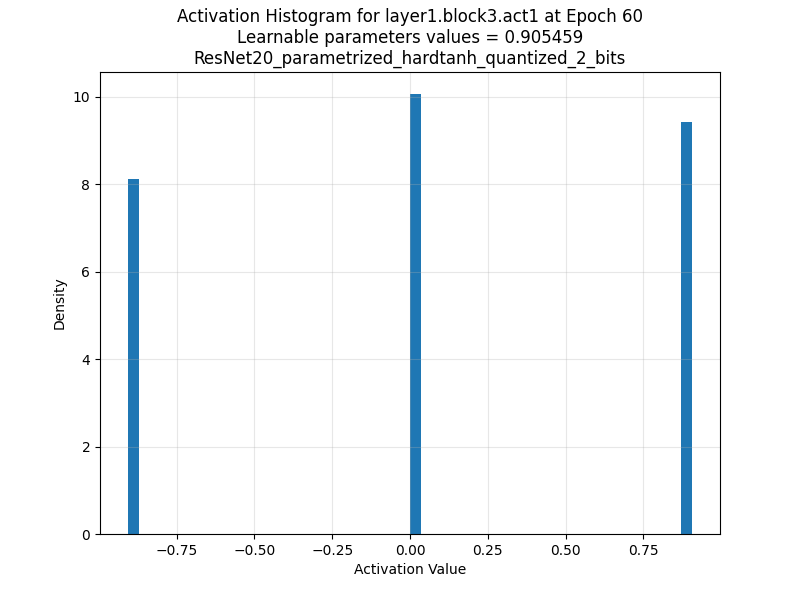 Activation Histogram for layer1.block3.act1 at Epoch 60
Learnable parameters values = 0.905459
ResNet20_parametrized_hardtanh_quantized_2_bits
10
8
6
4
2
0
Density
−0.75 −0.50 −0.25 0.00 0.25 0.50 0.75
Activation Value